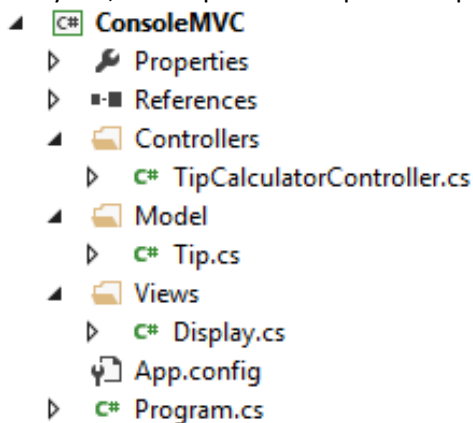 C# ConsoleMVC
Properties
References
Controllers
C# TipCalculatorController.cs
Model
C# Tip.cs
Views
C# Display.cs
App.config
C# Program.cs